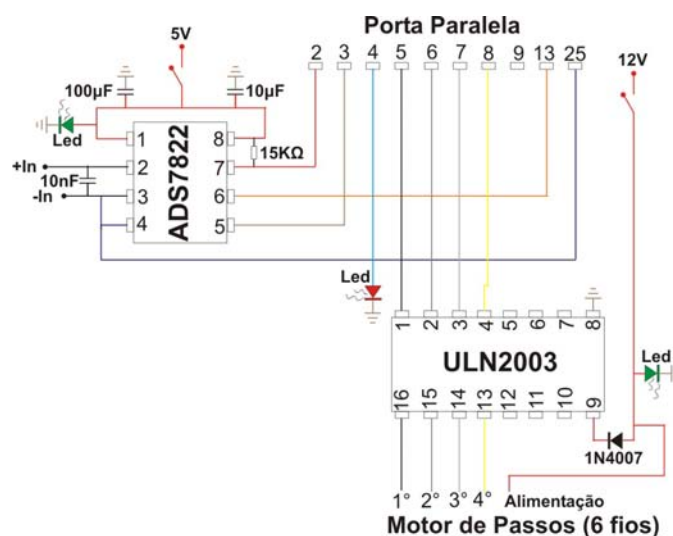 Porta Paralela
5V
2 3 4 5 6 7 8 9 13 25
12V
100µF
10µF
Led
1
8
+In
2
7
15KΩ
10nF
ADS7822
-In
3
6
4
5
Led
1 2 3 4 5 6 7 8
ULN2003
Led
16 15 14 13 12 11 10 9
1N4007
1° 2° 3° 4° Alimentação
Motor de Passos (6 fios)